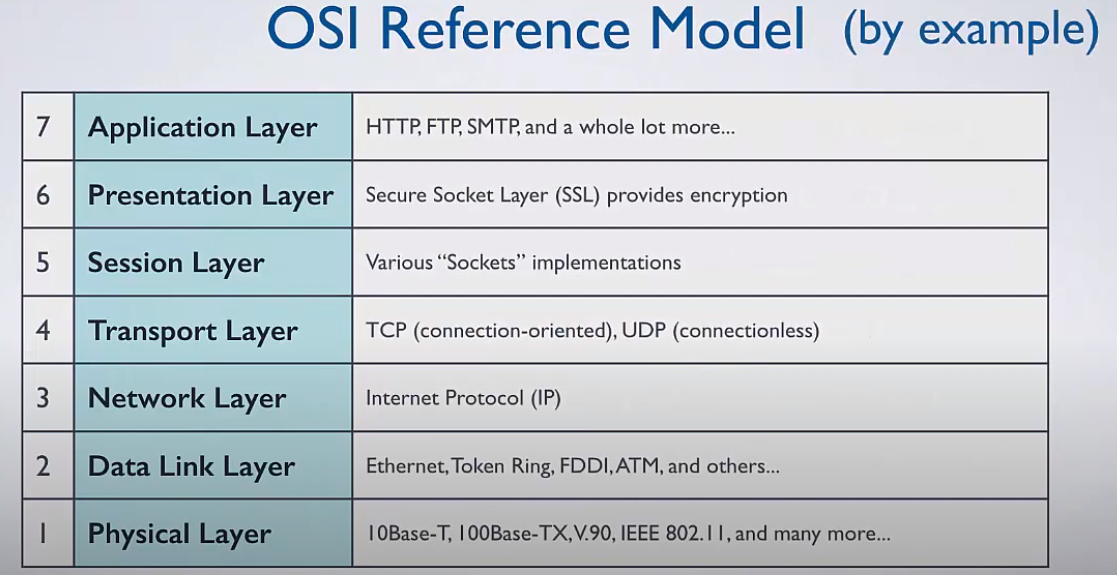 OSI Reference Model (by example)
7 Application Layer HTTP, FTP, SMTP, and a whole lot more...
6 Presentation Layer Secure Socket Layer (SSL) provides encryption
5 Session Layer Various “Sockets” implementations
4 Transport Layer TCP (connection-oriented), UDP (connectionless)
3 Network Layer Internet Protocol (IP)
2 Data Link Layer Ethernet, Token Ring, FDDI, ATM, and others...
1 Physical Layer 10Base-T, 100Base-TX, V.90, IEEE 802.11, and many more...